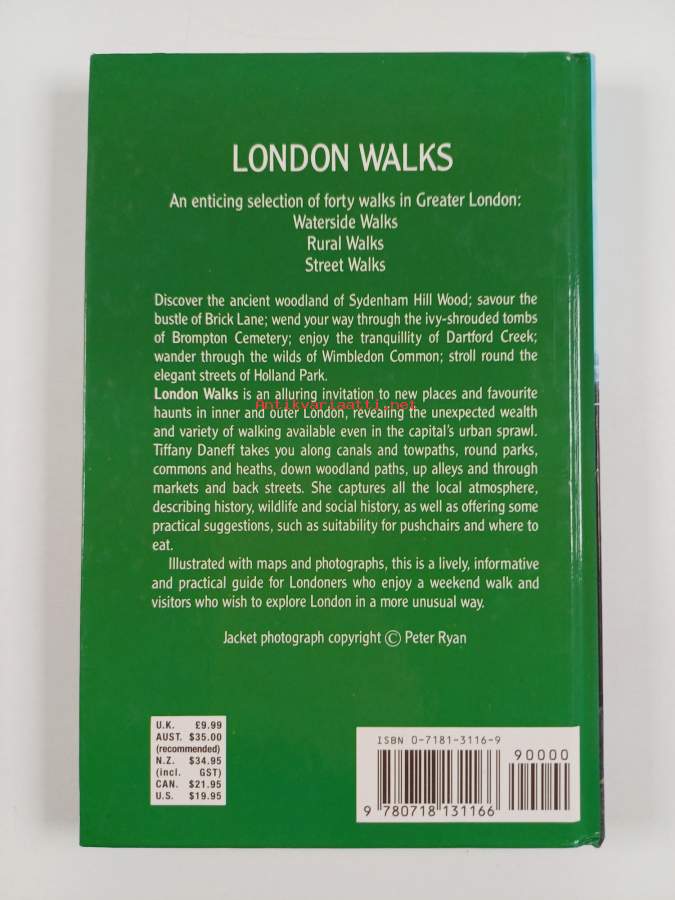 LONDON WALKS
An enticing selection of forty walks in Greater London:
Waterside Walks
Rural Walks
Street Walks
Discover the ancient woodland of Sydenham Hill Wood; savour the
bustle of Brick Lane; wend your way through the ivy-shrouded tombs
of Brompton Cemetery; enjoy the tranquillity of Dartford Creek;
wander through the wilds of Wimbledon Common; stroll round the
elegant streets of Holland Park.
London Walks is an alluring invitation to new places and favourite
Antikvariaatti.net
haunts in inner and outer London, revealing the unexpected wealth
and variety of walking available even in the capital's urban sprawl.
Tiffany Daneff takes you along canals and towpaths, round parks,
commons and heaths, down woodland paths, up alleys and through
markets and back streets. She captures all the local atmosphere,
describing history, wildlife and social history, as well as offering some
practical suggestions, such as suitability for pushchairs and where to
eat.
Illustrated with maps and photographs, this is a lively, informative
and practical guide for Londoners who enjoy a weekend walk and
visitors who wish to explore London in a more unusual way.
Jacket photograph copyright © Peter Ryan
U.K. £9.99
AUST. $35.00
(recommended)
N.Z. $34.95
(incl. GST)
CAN. $21.95
U.S. $19.95
ISBN 0-7181-3116-9
90000
9 780718 131166